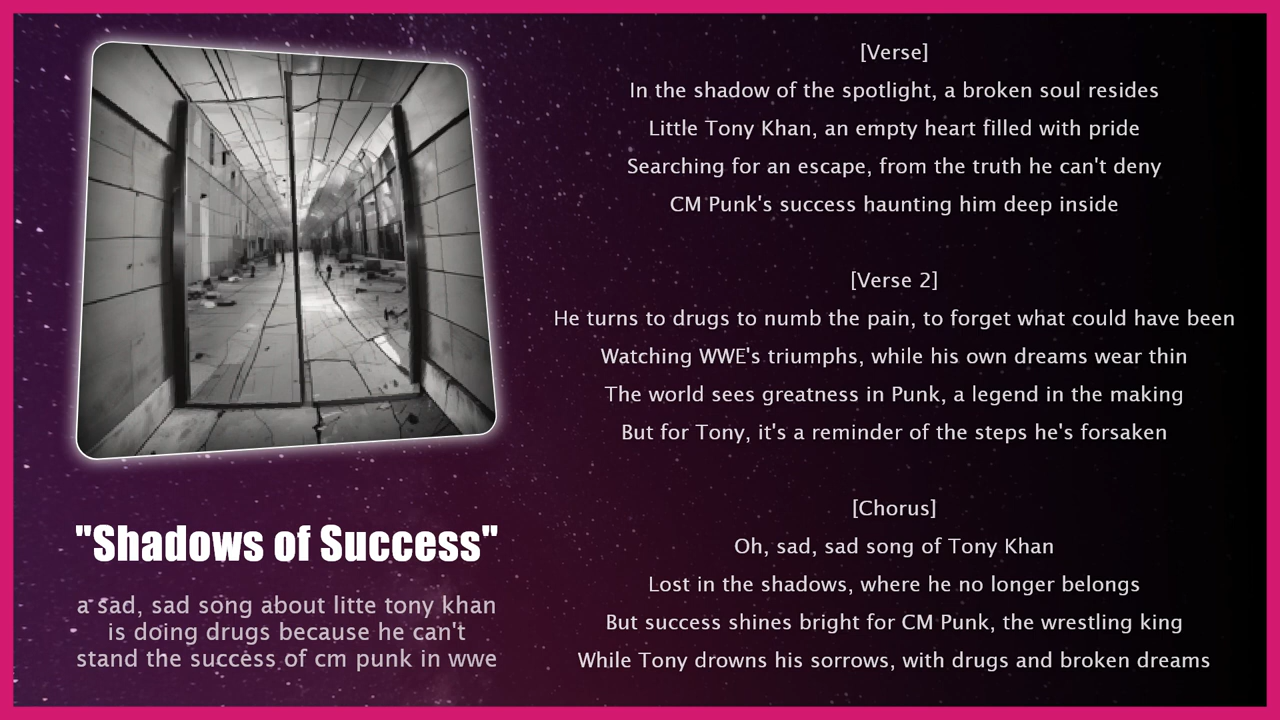 [Verse]
In the shadow of the spotlight, a broken soul resides
Little Tony Khan, an empty heart filled with pride
Searching for an escape, from the truth he can't deny
CM Punk's success haunting him deep inside
[Verse 2]
He turns to drugs to numb the pain, to forget what could have been
Watching WWE's triumphs, while his own dreams wear thin
The world sees greatness in Punk, a legend in the making
But for Tony, it's a reminder of the steps he's forsaken
[Chorus]
Oh, sad, sad song of Tony Khan
Lost in the shadows, where he no longer belongs
But success shines bright for CM Punk, the wrestling king
While Tony drowns his sorrows, with drugs and broken dreams
"Shadows of Success"
a sad, sad song about litte tony khan
is doing drugs because he can't
stand the success of cm punk in wwe